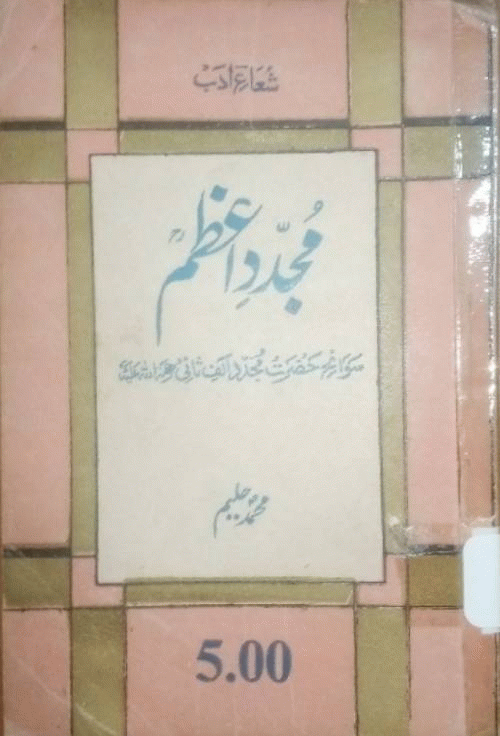 شعاعِ ادب
مُجدّدِ اعظم
سوانح حضرت مُجدّد الف ثانی رحمۃ اللہ علیہ
محمد حلیم
5.00